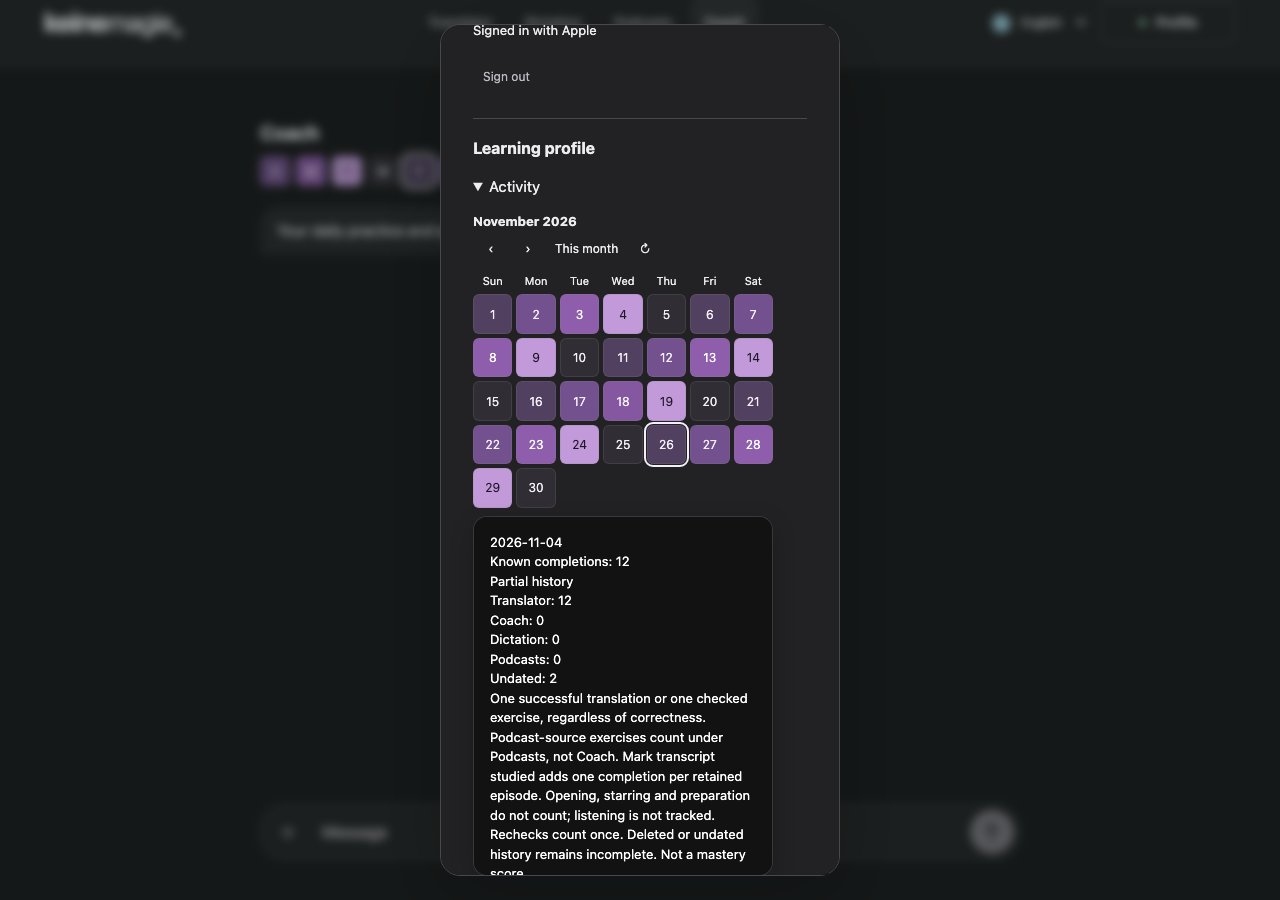 Coach
Signed in with Apple
Sign out
Learning profile
▼ Activity
November 2026
‹ › This month ↻
Sun Mon Tue Wed Thu Fri Sat
1 2 3 4 5 6 7
8 9 10 11 12 13 14
15 16 17 18 19 20 21
22 23 24 25 26 27 28
29 30
2026-11-04
Known completions: 12
Partial history
Translator: 12
Coach: 0
Dictation: 0
Podcasts: 0
Undated: 2
One successful translation or one checked
exercise, regardless of correctness.
Podcast-source exercises count under
Podcasts, not Coach. Mark transcript
studied adds one completion per retained
episode. Opening, starring and preparation
do not count; listening is not tracked.
Rechecks count once. Deleted or undated
history remains incomplete. Not a mastery
score
Message